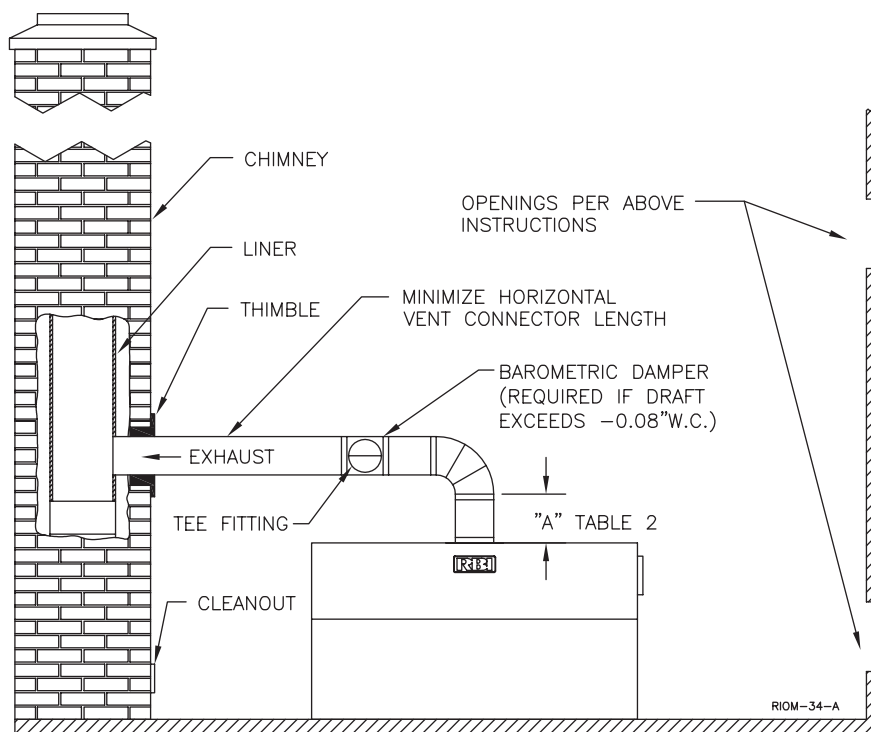 CHIMNEY
OPENINGS PER ABOVE
INSTRUCTIONS
LINER
THIMBLE
MINIMIZE HORIZONTAL
VENT CONNECTOR LENGTH
BAROMETRIC DAMPER
(REQUIRED IF DRAFT
EXCEEDS -0.08"W.C.)
EXHAUST
TEE FITTING
"A" TABLE 2
REBEL
CLEANOUT
RIOM-34-A